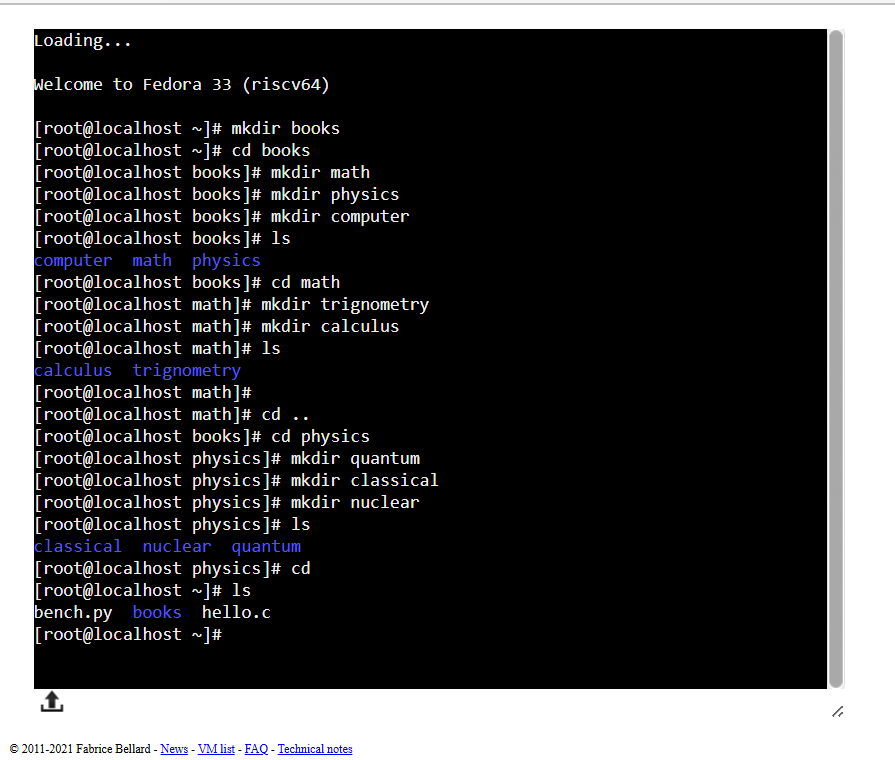 Loading...
Welcome to Fedora 33 (riscv64)
[root@localhost ~]# mkdir books
[root@localhost ~]# cd books
[root@localhost books]# mkdir math
[root@localhost books]# mkdir physics
[root@localhost books]# mkdir computer
[root@localhost books]# ls
computer  math  physics
[root@localhost books]# cd math
[root@localhost math]# mkdir trignometry
[root@localhost math]# mkdir calculus
[root@localhost math]# ls
calculus  trignometry
[root@localhost math]#
[root@localhost math]# cd ..
[root@localhost books]# cd physics
[root@localhost physics]# mkdir quantum
[root@localhost physics]# mkdir classical
[root@localhost physics]# mkdir nuclear
[root@localhost physics]# ls
classical  nuclear  quantum
[root@localhost physics]# cd
[root@localhost ~]# ls
bench.py  books  hello.c
[root@localhost ~]#
© 2011-2021 Fabrice Bellard - News - VM list - FAQ - Technical notes